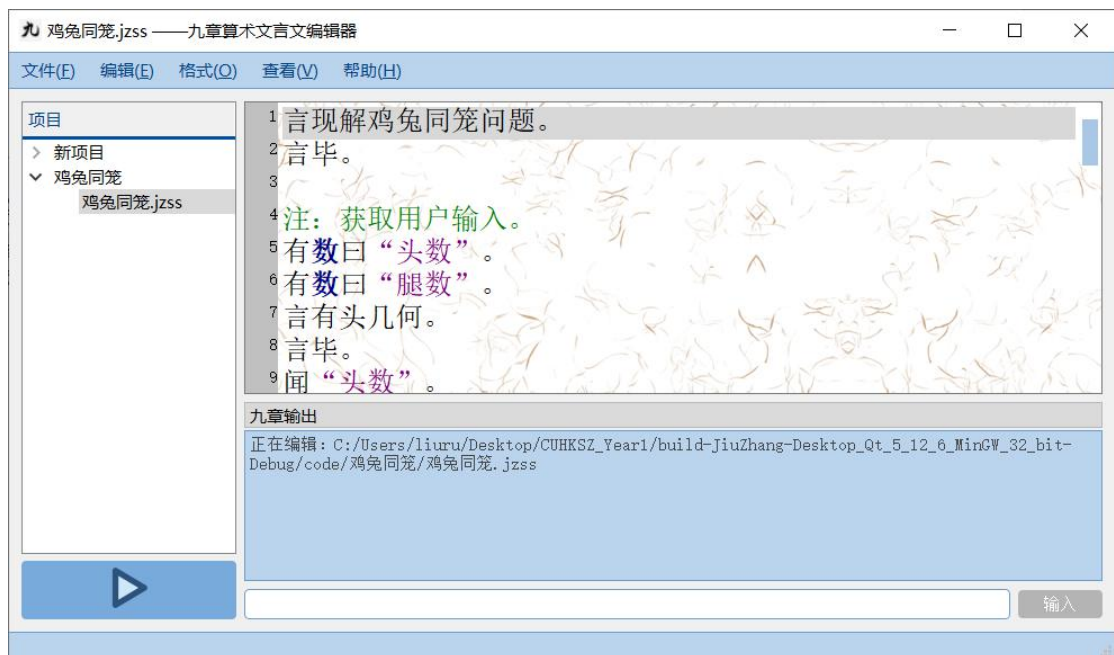 九 鸡兔同笼.jzss ——九章算术文言文编辑器
文件(F) 编辑(E) 格式(O) 查看(V) 帮助(H)
项目
新项目
鸡兔同笼
鸡兔同笼.jzss
1 言现解鸡兔同笼问题。
2 言毕。
3
4 注：获取用户输入。
5 有数曰“头数”。
6 有数曰“腿数”。
7 言有头几何。
8 言毕。
9 闻“头数”。
九章输出
正在编辑：C:/Users/liuru/Desktop/CUHKSZ_Year1/build-JiuZhang-Desktop_Qt_5_12_6_MinGW_32_bit-
Debug/code/鸡兔同笼/鸡兔同笼.jzss
输入